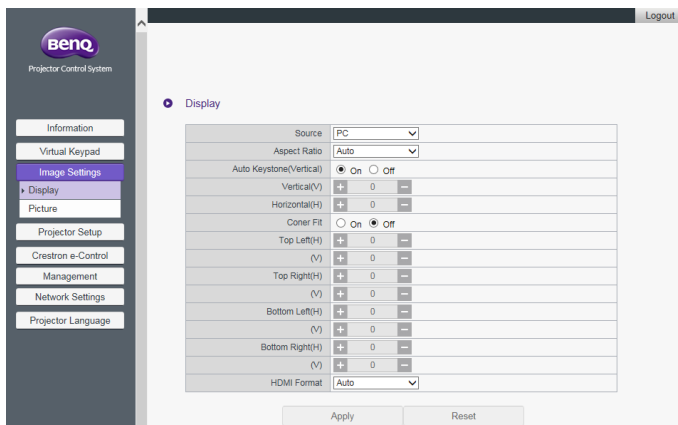 Logout
BenQ
Projector Control System
Display
Information
Virtual Keypad
Image Settings
Display
Picture
Projector Setup
Crestron e-Control
Management
Network Settings
Projector Language
Source PC
Aspect Ratio Auto
Auto Keystone(Vertical) On Off
Vertical(V) + 0 −
Horizontal(H) + 0 −
Coner Fit On Off
Top Left(H) + 0 −
(V) + 0 −
Top Right(H) + 0 −
(V) + 0 −
Bottom Left(H) + 0 −
(V) + 0 −
Bottom Right(H) + 0 −
(V) + 0 −
HDMI Format Auto
Apply Reset